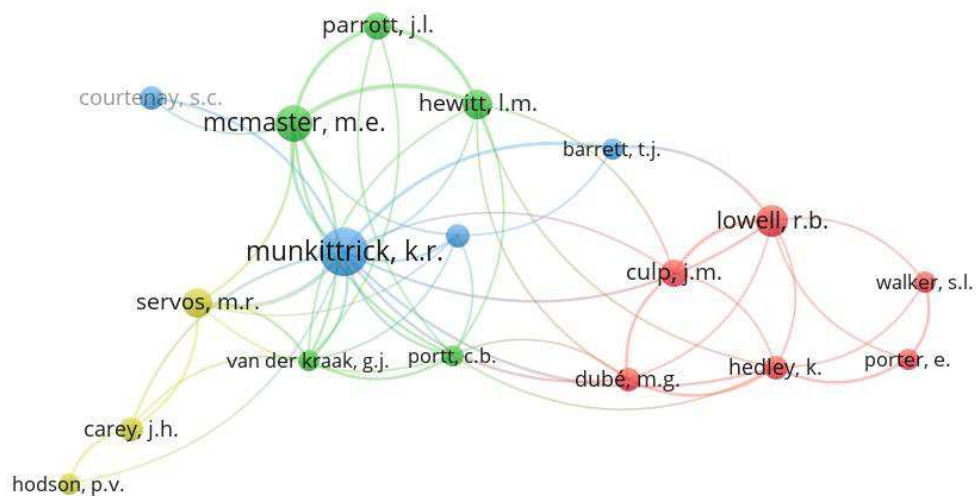 parrott, j.l.
courtenay, s.c.
hewitt, l.m.
mcmaster, m.e.
barrett, t.j.
lowell, r.b.
munkittrick, k.r.
culp, j.m.
walker, s.l.
servos, m.r.
van der kraak, g.j.
portt, c.b.
porter, e.
hedley, k.
dubé, m.g.
carey, j.h.
hodson, p.v.